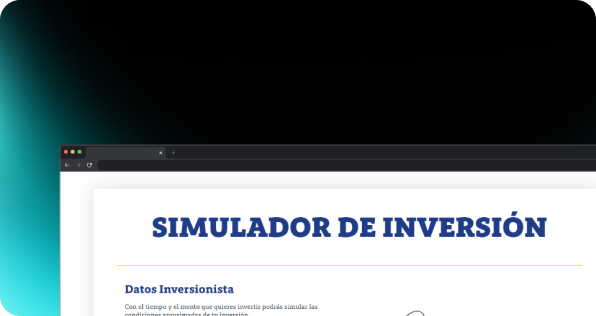 SIMULADOR DE INVERSIÓN
Datos Inversionista
Con el tiempo y el monto que quieres invertir podrás simular las
condiciones aproximadas de tu inversión.